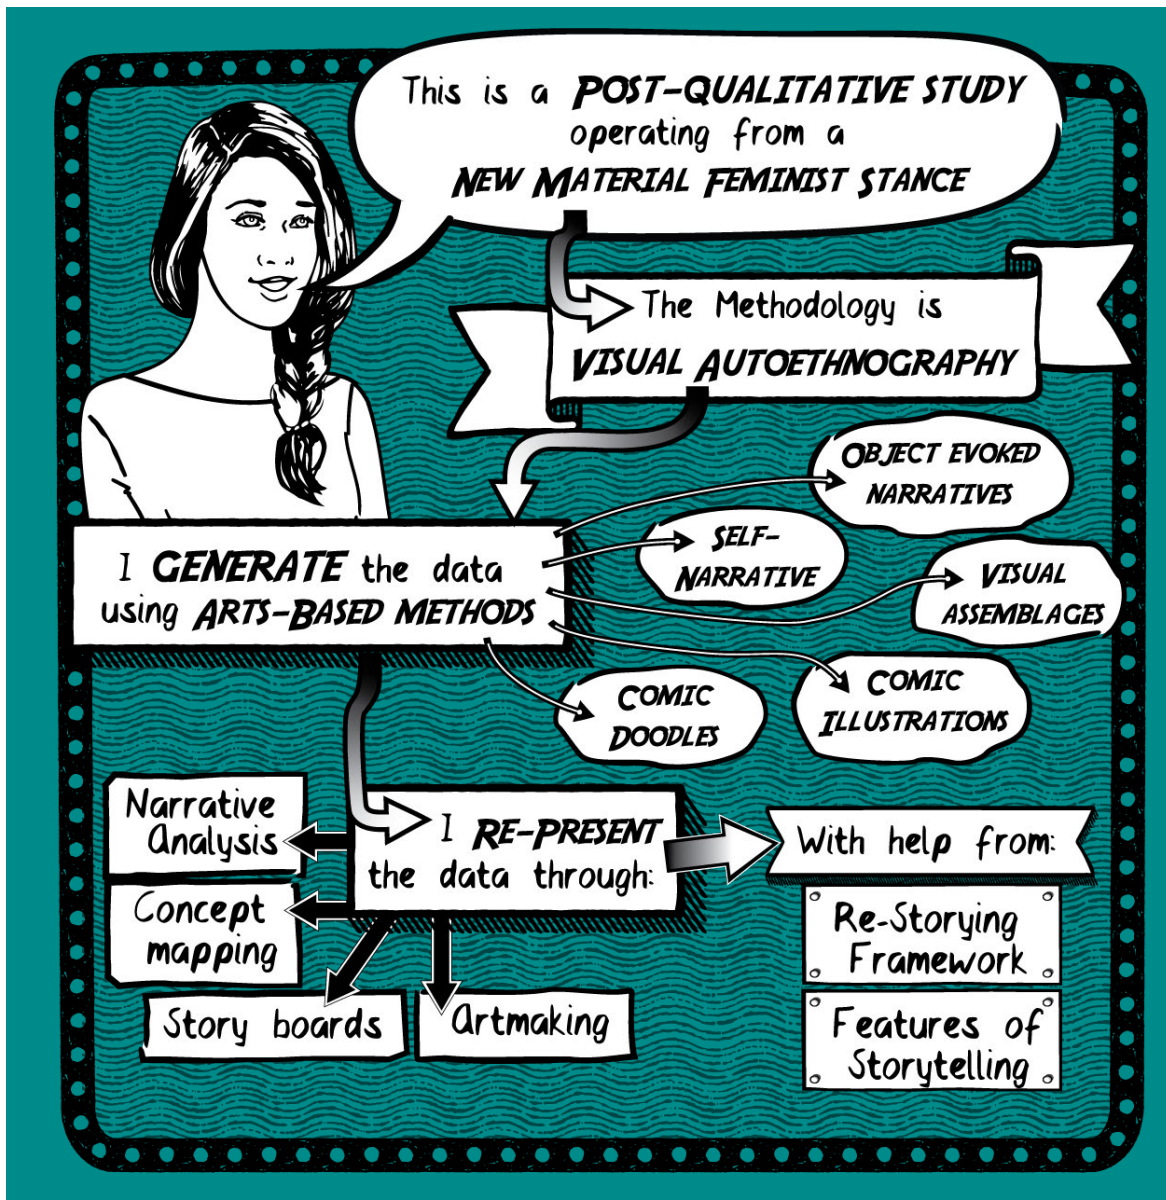 This is a POST-QUALITATIVE STUDY
operating from a
NEW MATERIAL FEMINIST STANCE
The Methodology is
VISUAL AUTOETHNOGRAPHY
OBJECT EVOKED
NARRATIVES
SELF-
NARRATIVE
VISUAL
ASSEMBLAGES
I GENERATE the data
using ARTS-BASED METHODS
COMIC
ILLUSTRATIONS
COMIC
DOODLES
I RE-PRESENT
the data through:
Narrative
Analysis
Concept
mapping
Story boards
Artmaking
With help from:
Re-Storying
Framework
Features of
Storytelling